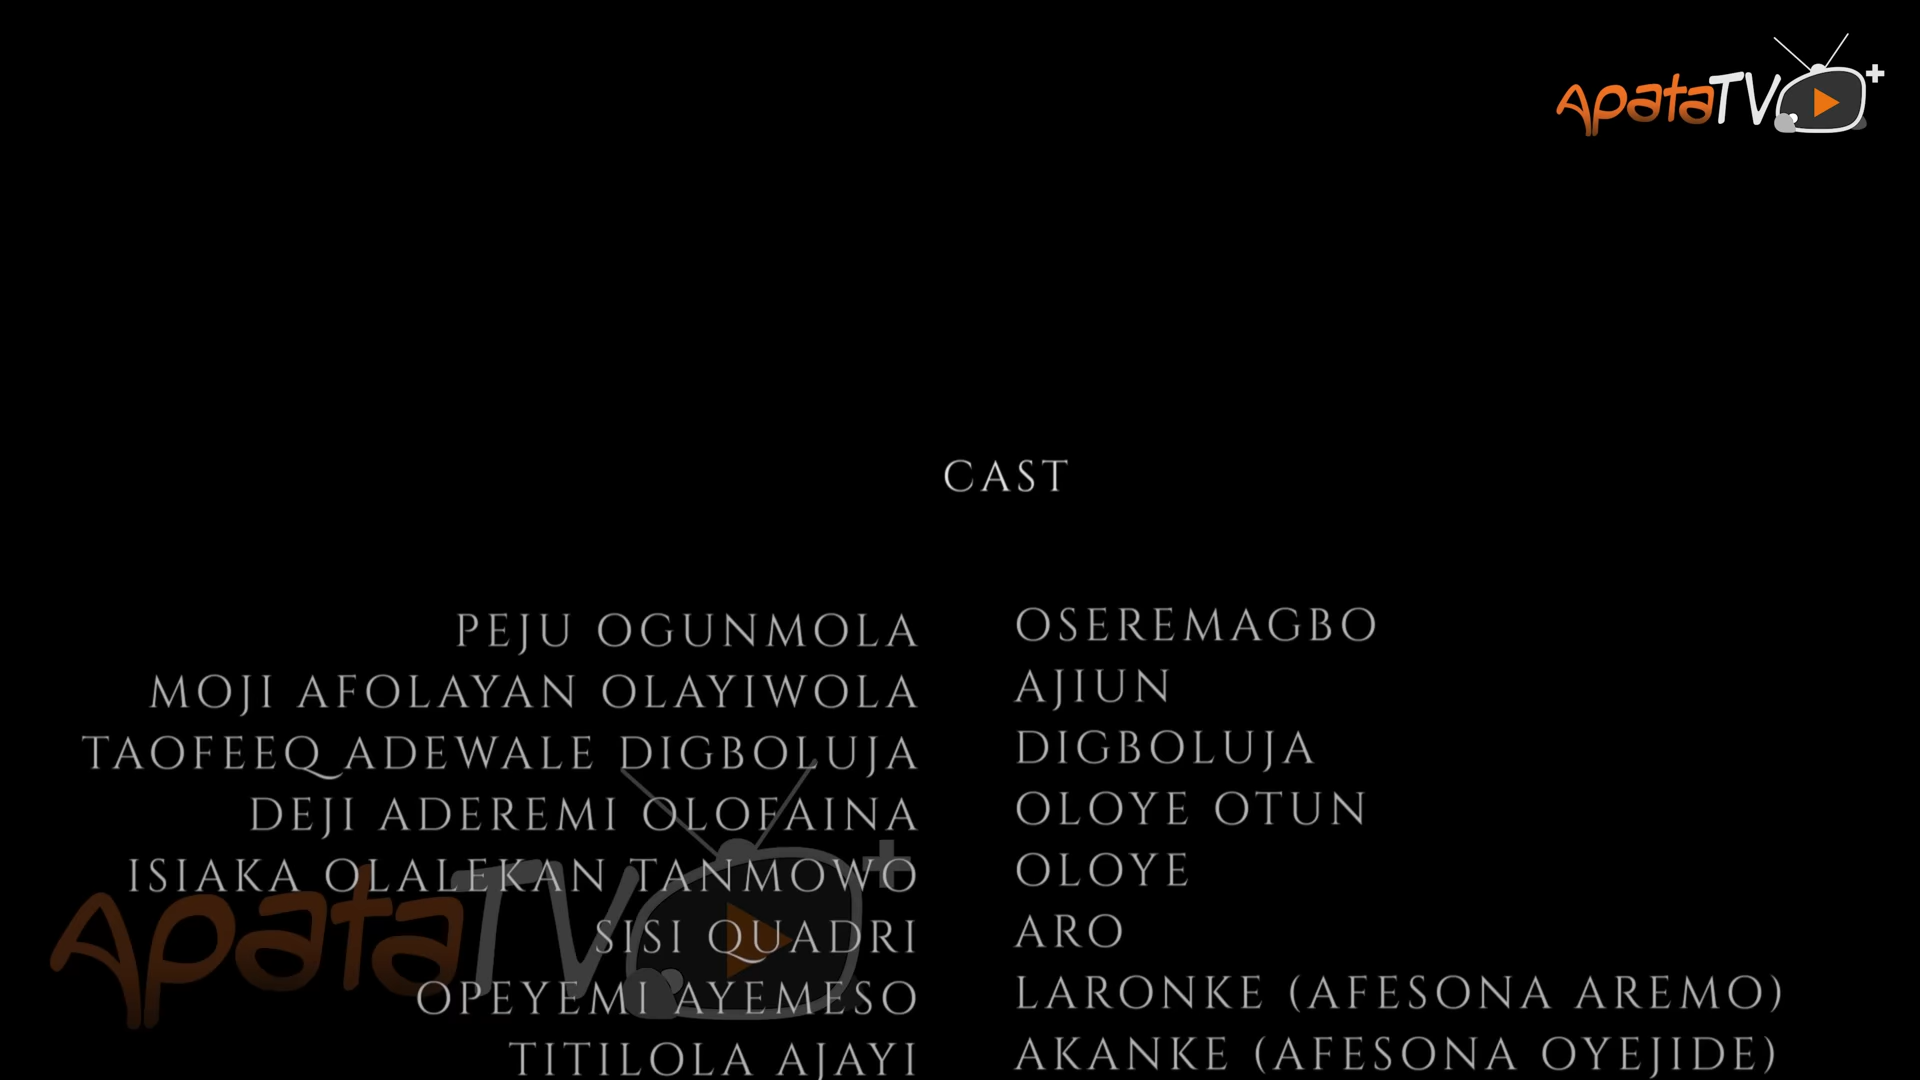 ApataTV+
CAST
PEJU OGUNMOLA OSEREMAGBO
MOJI AFOLAYAN OLAYIWOLA AJIUN
TAOFEEQ ADEWALE DIGBOLUJA DIGBOLUJA
DEJI ADEREMI OLOFAINA OLOYE OTUN
ISIAKA OLALEKAN TANMOWO OLOYE
ApataTV+
SISI QUADRI ARO
OPEYEMI AYEMESO LARONKE (AFESONA AREMO)
TITILOLA AJAYI AKANKE (AFESONA OYEJIDE)